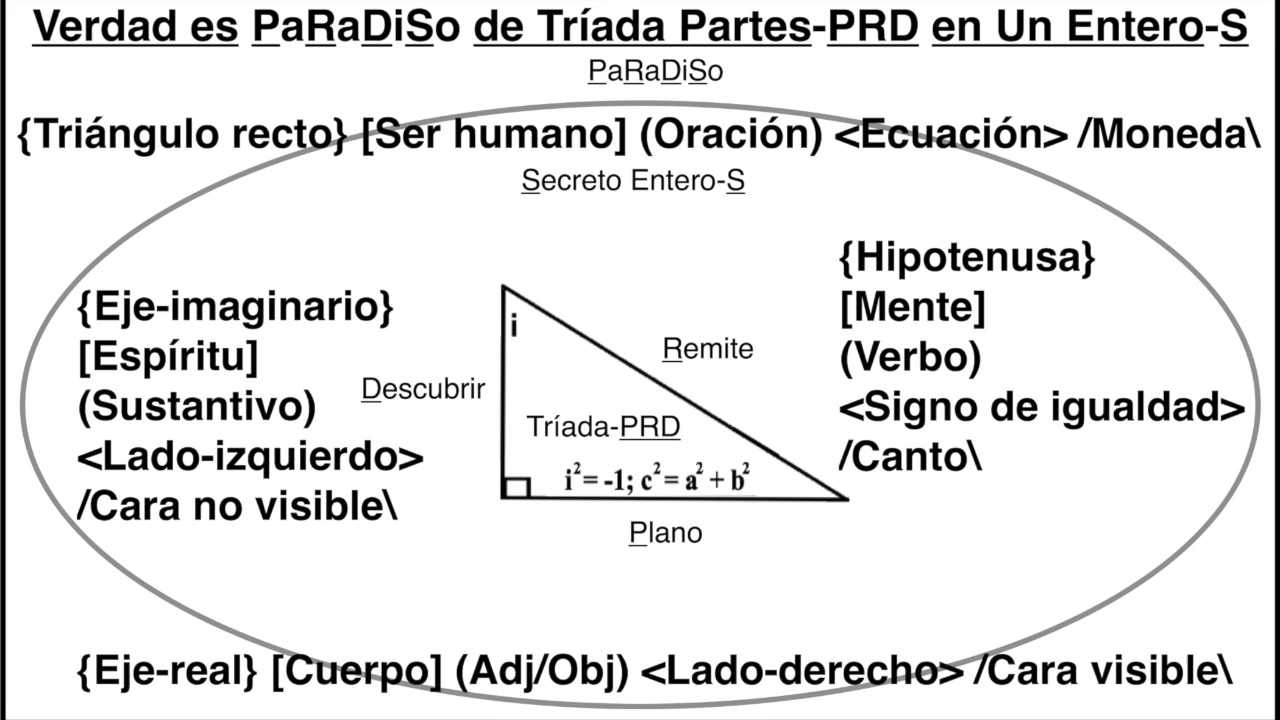 Verdad es PaRaDiSo de Tríada Partes-PRD en Un Entero-S
PaRaDiSo
{Triángulo recto} [Ser humano] (Oración) <Ecuación> /Moneda\
Secreto Entero-S
{Eje-imaginario}
[Espíritu]
(Sustantivo)
<Lado-izquierdo>
/Cara no visible\
Descubrir
i
Remite
Tríada-PRD
i²= -1; c²= a² + b²
Plano
{Hipotenusa}
[Mente]
(Verbo)
<Signo de igualdad>
/Canto\
{Eje-real} [Cuerpo] (Adj/Obj) <Lado-derecho> /Cara visible\